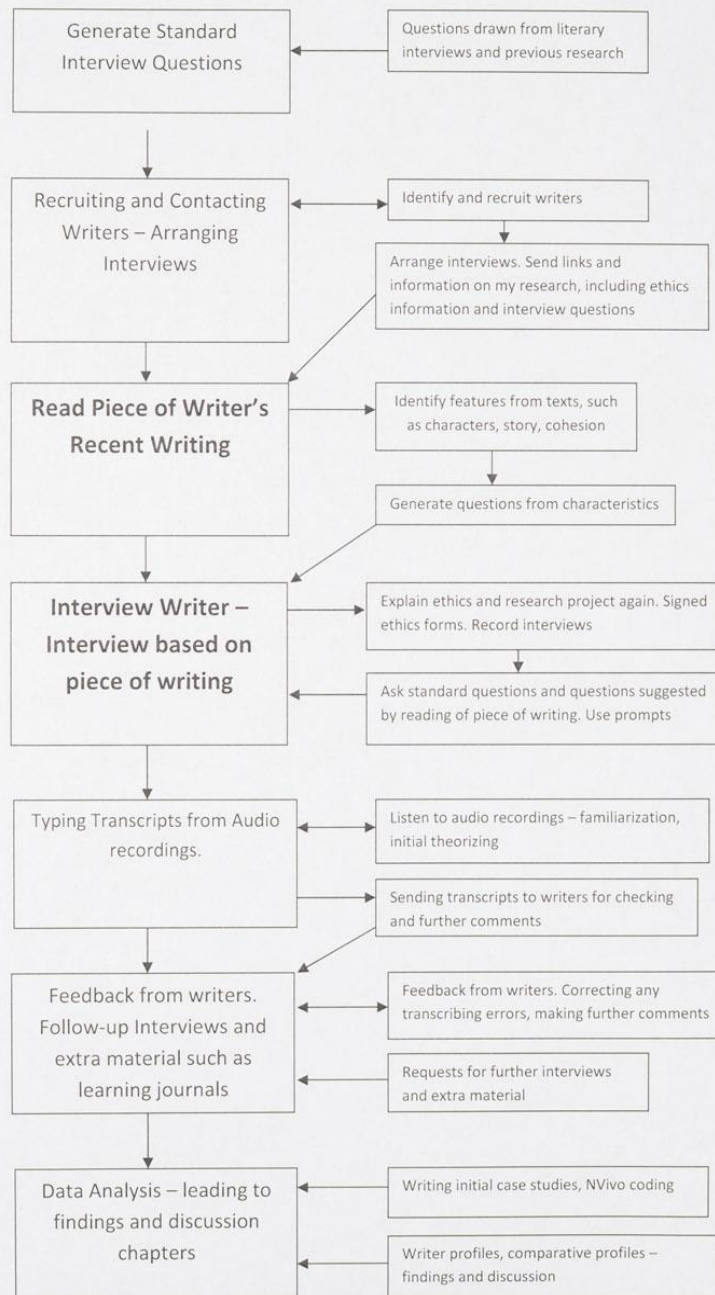 Generate Standard
Interview Questions
Questions drawn from literary
interviews and previous research
Recruiting and Contacting
Writers – Arranging
Interviews
Identify and recruit writers
Arrange interviews. Send links and
information on my research, including ethics
information and interview questions
Read Piece of Writer's
Recent Writing
Identify features from texts, such
as characters, story, cohesion
Generate questions from characteristics
Interview Writer –
Interview based on
piece of writing
Explain ethics and research project again. Signed
ethics forms. Record interviews
Ask standard questions and questions suggested
by reading of piece of writing. Use prompts
Typing Transcripts from Audio
recordings.
Listen to audio recordings – familiarization,
initial theorizing
Sending transcripts to writers for checking
and further comments
Feedback from writers.
Follow-up Interviews and
extra material such as
learning journals
Feedback from writers. Correcting any
transcribing errors, making further comments
Requests for further interviews
and extra material
Data Analysis – leading to
findings and discussion
chapters
Writing initial case studies, NVivo coding
Writer profiles, comparative profiles –
findings and discussion